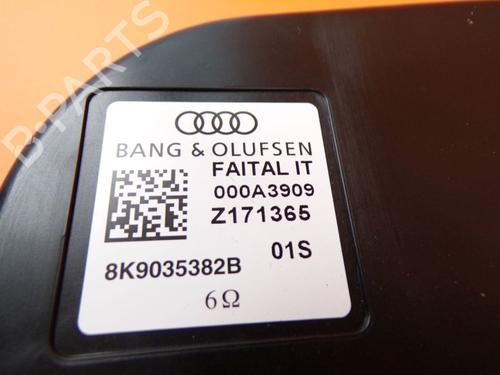 BANG & OLUFSEN
FAITAL IT
000A3909
Z171365
01S
8K9035382B
6Ω
B-PARTS